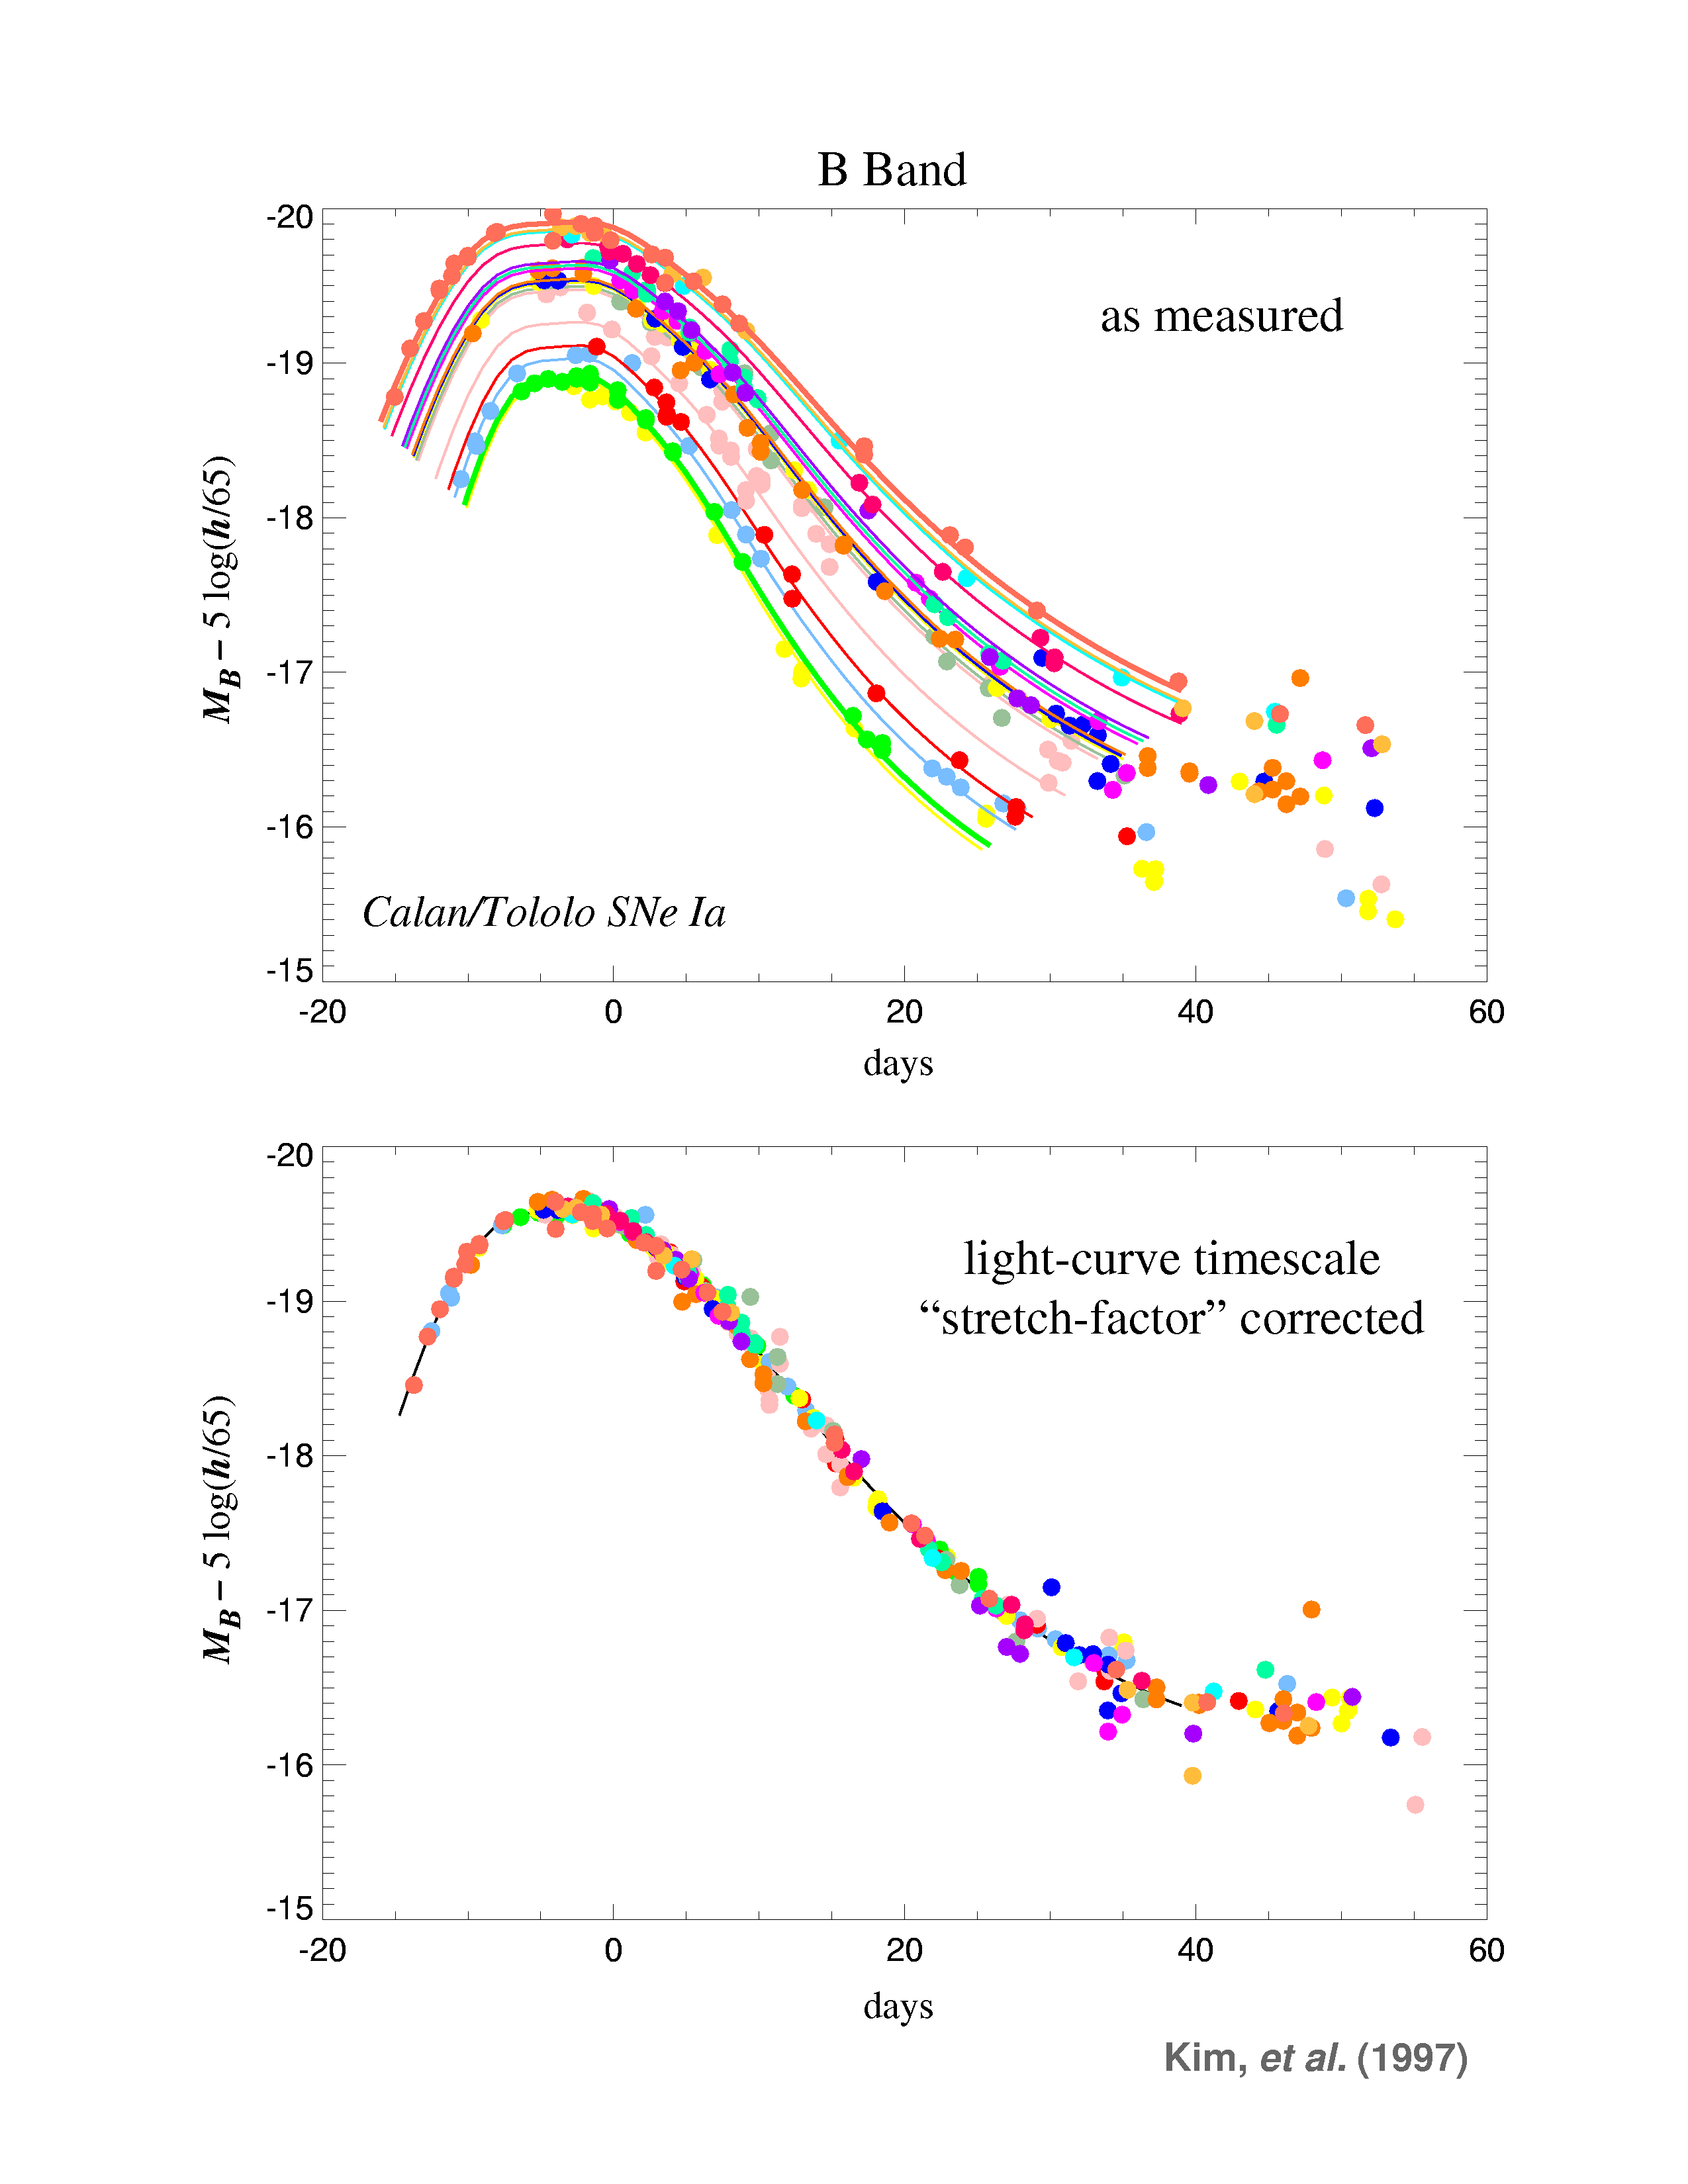 B Band
-20
-19
-18
-17
-16
-15
M_B – 5 log(h/65)
as measured
Calan/Tololo SNe Ia
-20 0 20 40 60
days
-20
-19
-18
-17
-16
-15
M_B – 5 log(h/65)
light-curve timescale
“stretch-factor” corrected
-20 0 20 40 60
days
Kim, et al. (1997)